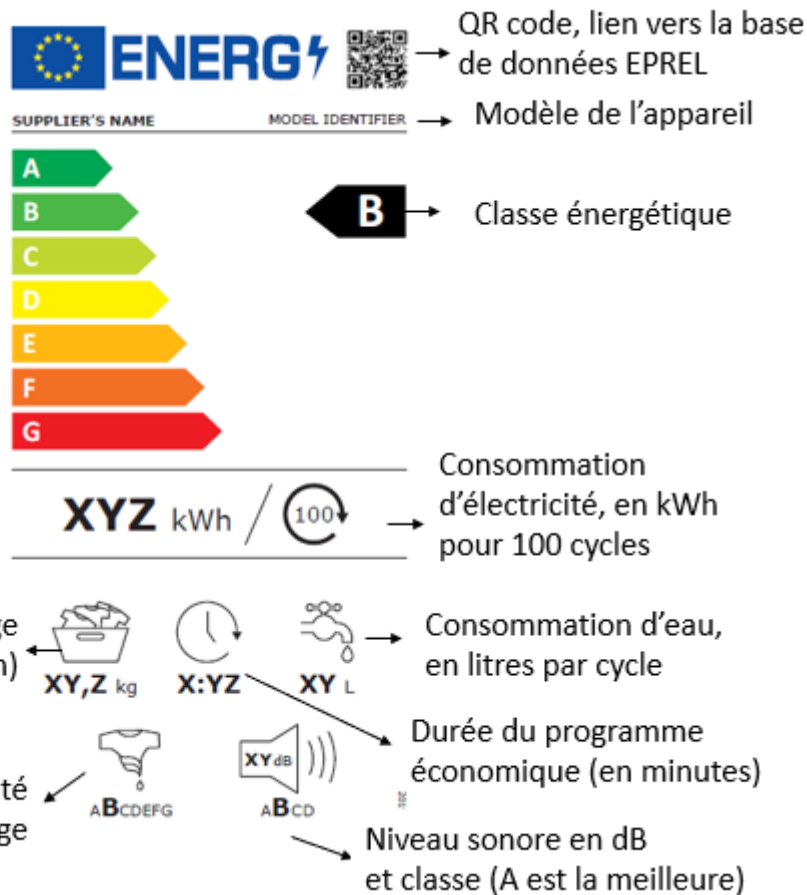 ENERG
QR code, lien vers la base
de données EPREL
SUPPLIER'S NAME MODEL IDENTIFIER
Modèle de l'appareil
A
B
B
Classe énergétique
C
D
E
F
G
Consommation
d'électricité, en kWh
pour 100 cycles
XYZ kWh / 100
ge
n)
XY,Z kg
X:YZ
XY L
Consommation d'eau,
en litres par cycle
Durée du programme
économique (en minutes)
té
ge
ABCDEFG
XYdB
ABCD
Niveau sonore en dB
et classe (A est la meilleure)